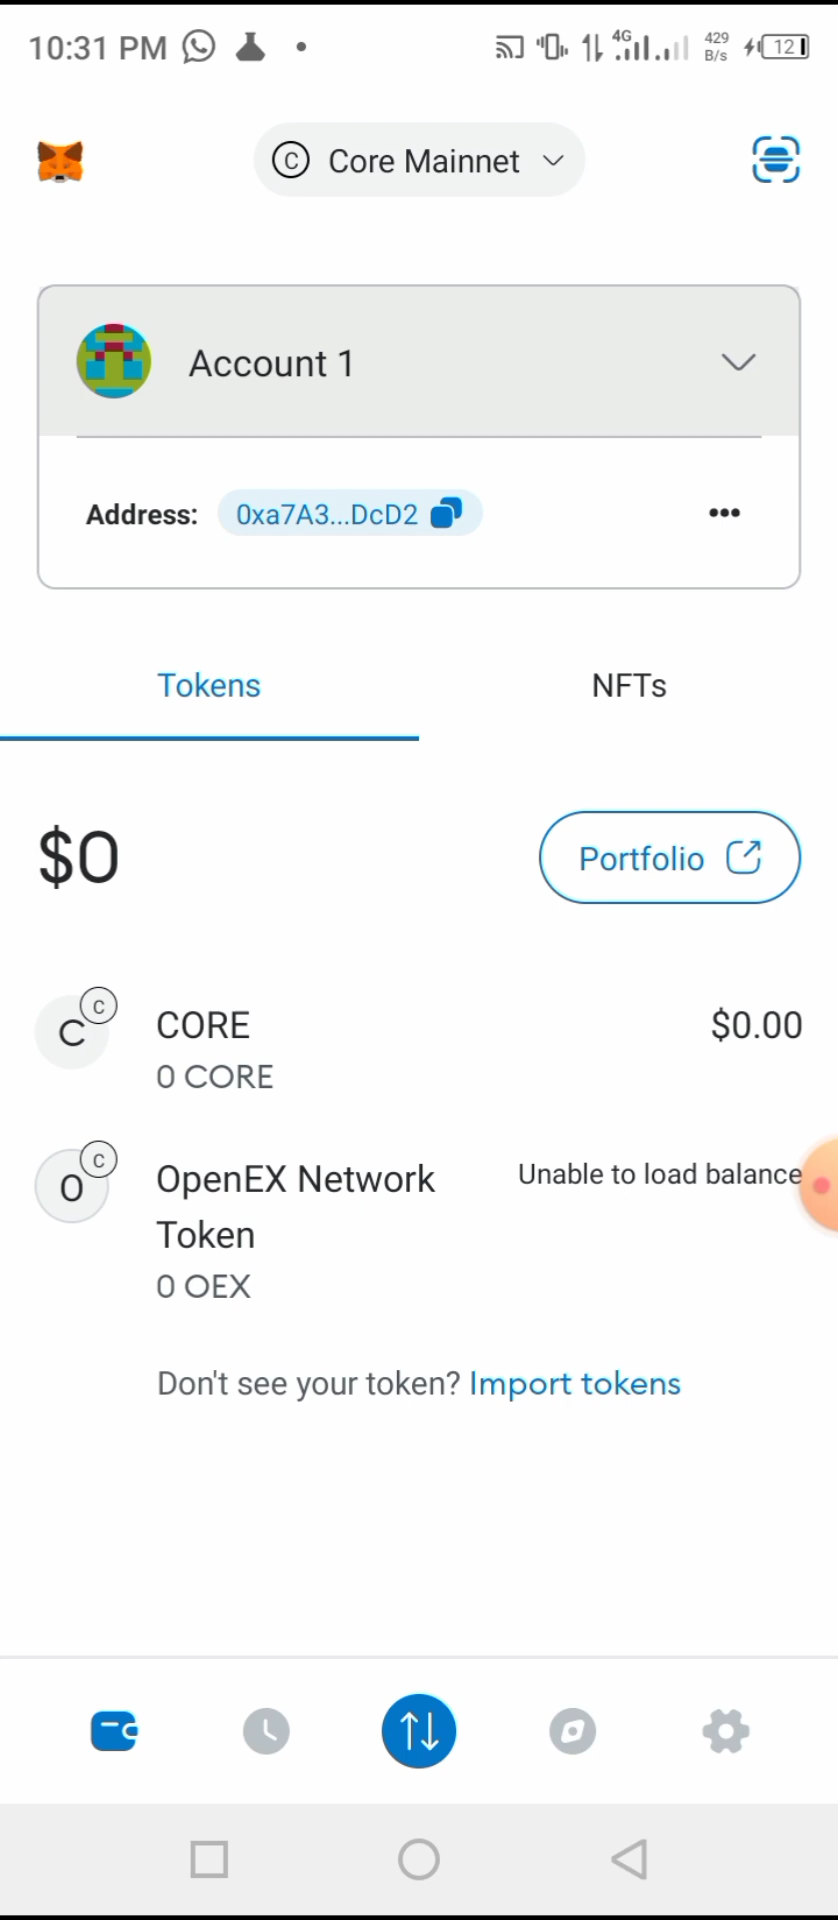 10:31 PM
4G
429 B/s
12
C Core Mainnet
Account 1
Address: 0xa7A3...DcD2
Tokens
NFTs
$0
Portfolio
C
C
CORE
$0.00
0 CORE
C
O
OpenEX Network
Token
Unable to load balance
0 OEX
Don't see your token? Import tokens